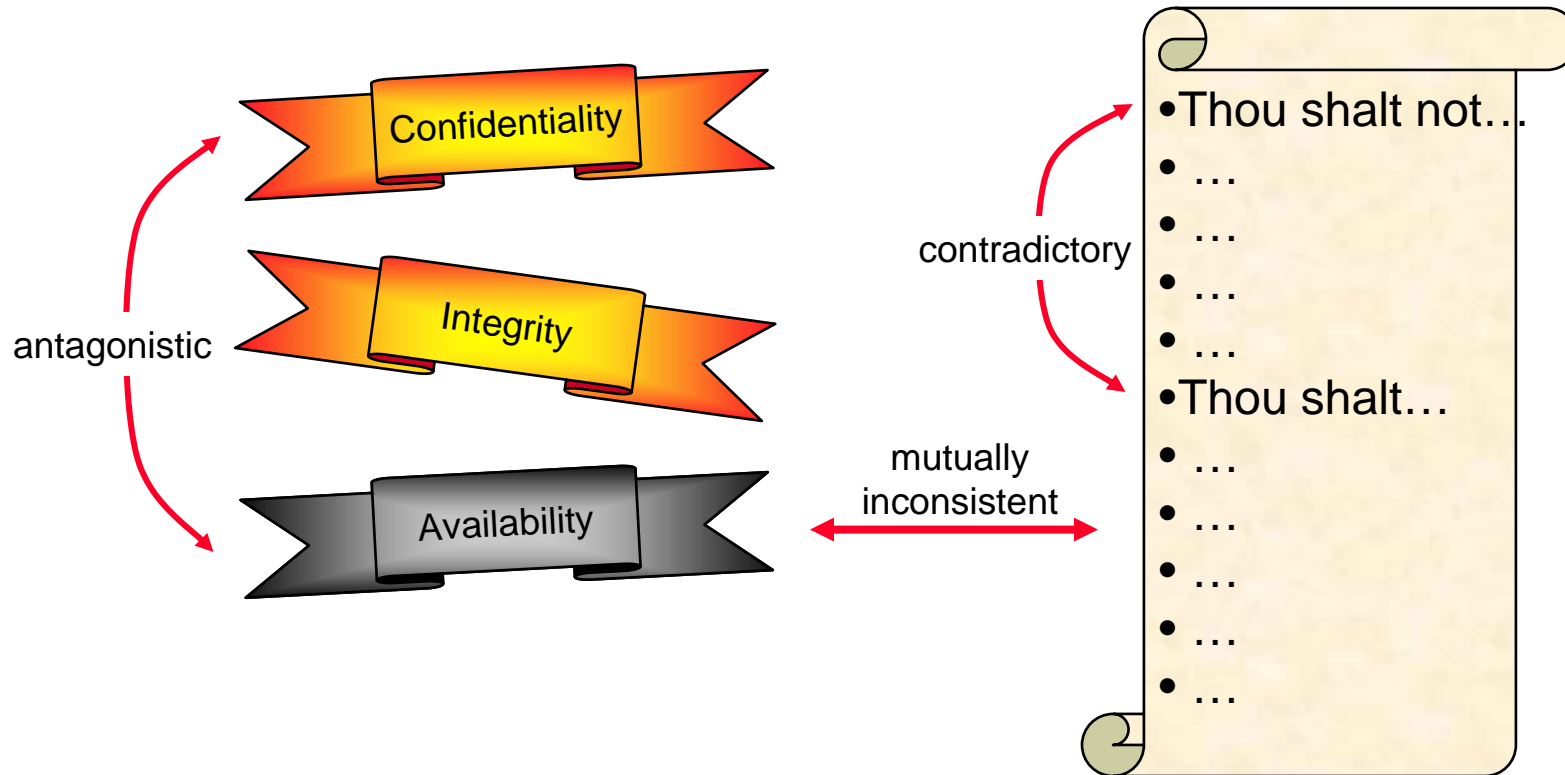 Confidentiality
Integrity
Availability
antagonistic
mutually
inconsistent
contradictory
•Thou shalt not…
• …
• …
• …
• …
•Thou shalt…
• …
• …
• …
• …
• …